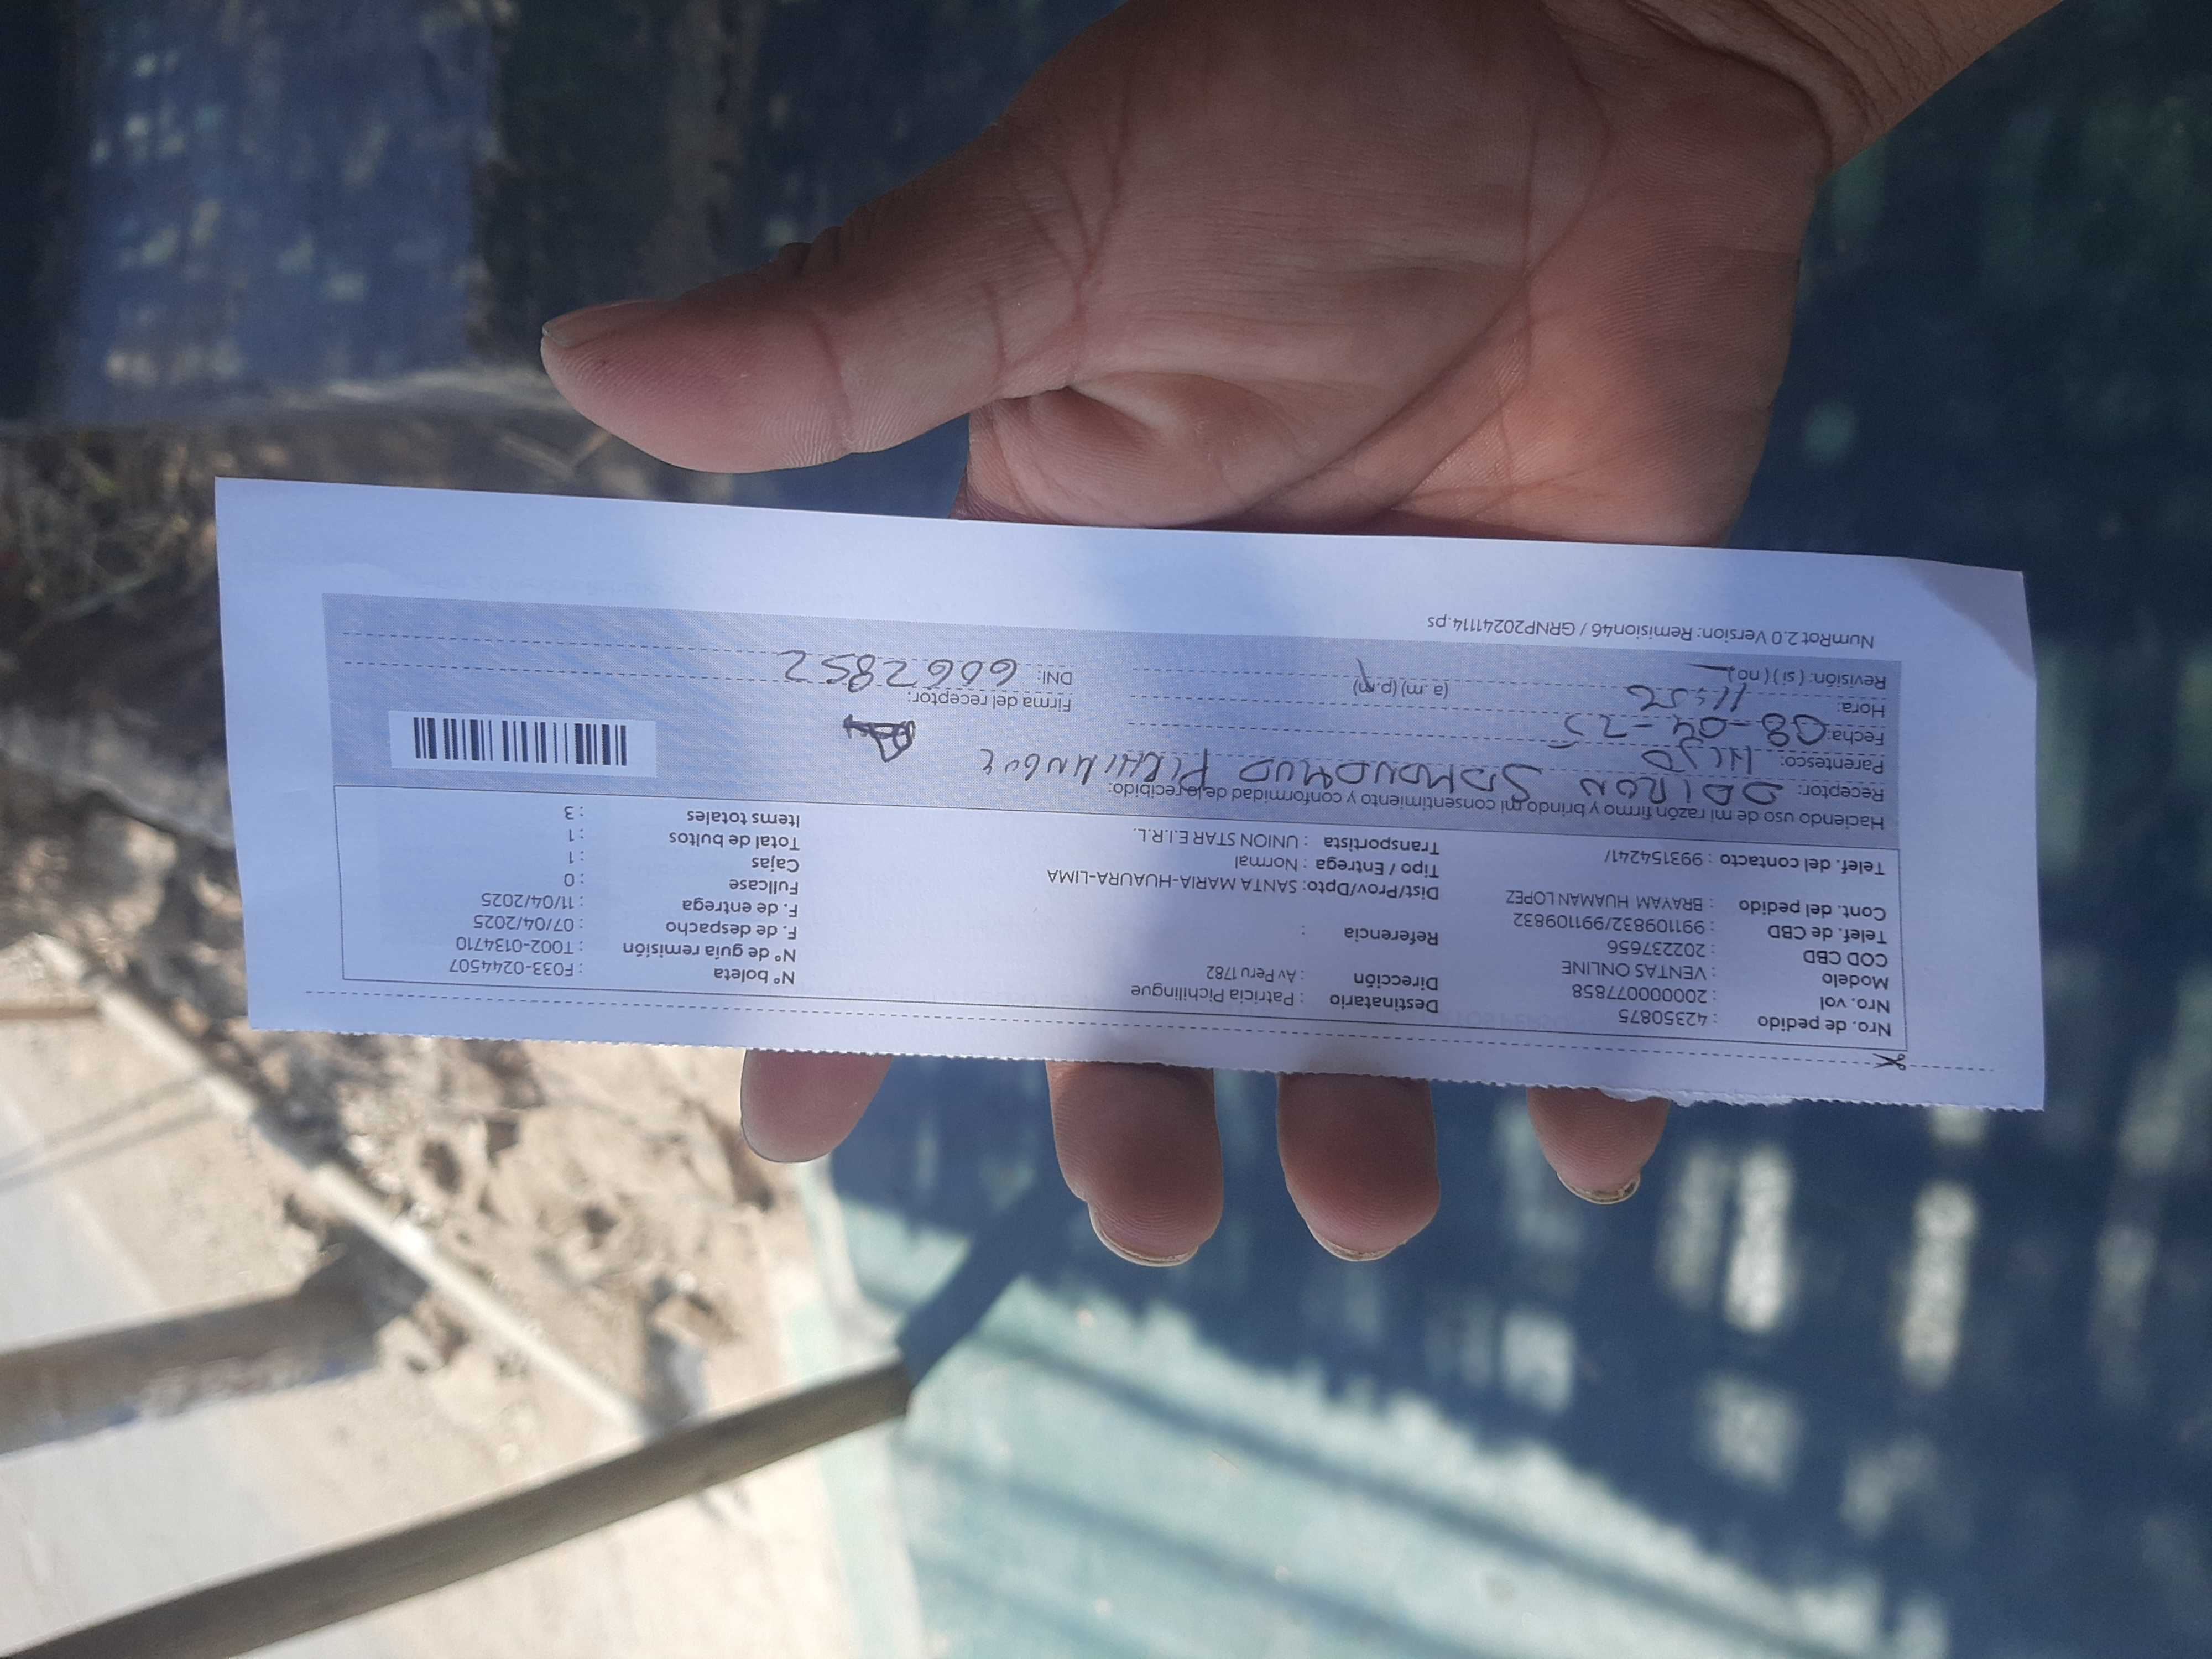 Nro. de pedido : 42350875
Nro. vol : 2000000077858
Modelo : VENTAS ONLINE
COD CBD : 202237656
Telef. de CBD : 991109832/991109832
Cont. del pedido : BRAYAM HUAMAN LOPEZ
Telef. del contacto : 993154241/
Destinatario : Patricia Pichilingue
Dirección : Av Peru 1782
Referencia :
Dist/Prov/Dpto: SANTA MARIA-HUAURA-LIMA
Tipo / Entrega : Normal
Transportista : UNION STAR E.I.R.L.
N° boleta : F033-0244507
N° de guia remisión : T002-0134710
F. de despacho : 07/04/2025
F. de entrega : 11/04/2025
Fullcase : 0
Cajas : 1
Total de bultos : 1
Items totales : 3
Haciendo uso de mi razón firmo y brindo mi consentimiento y conformidad de lo recibido:
Receptor:
Parentesco: HIJO
Fecha: 08-04-25
Hora: 11:56 (a.m) (p.m)
Revisión: ( si ) ( no )
Firma del receptor:
DNI: 60628852
NumRot 2.0 Version: Remision46 / GRNP20241114.ps